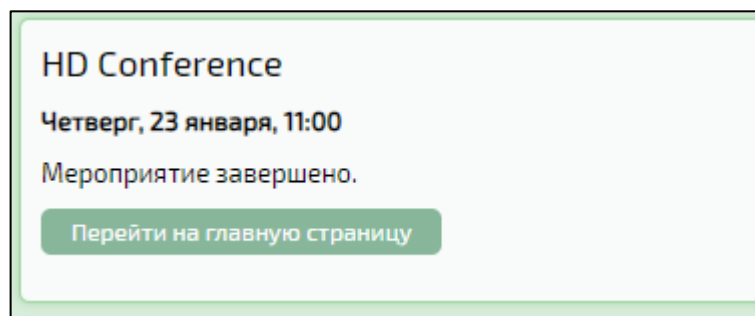 HD Conference
Четверг, 23 января, 11:00
Мероприятие завершено.
Перейти на главную страницу